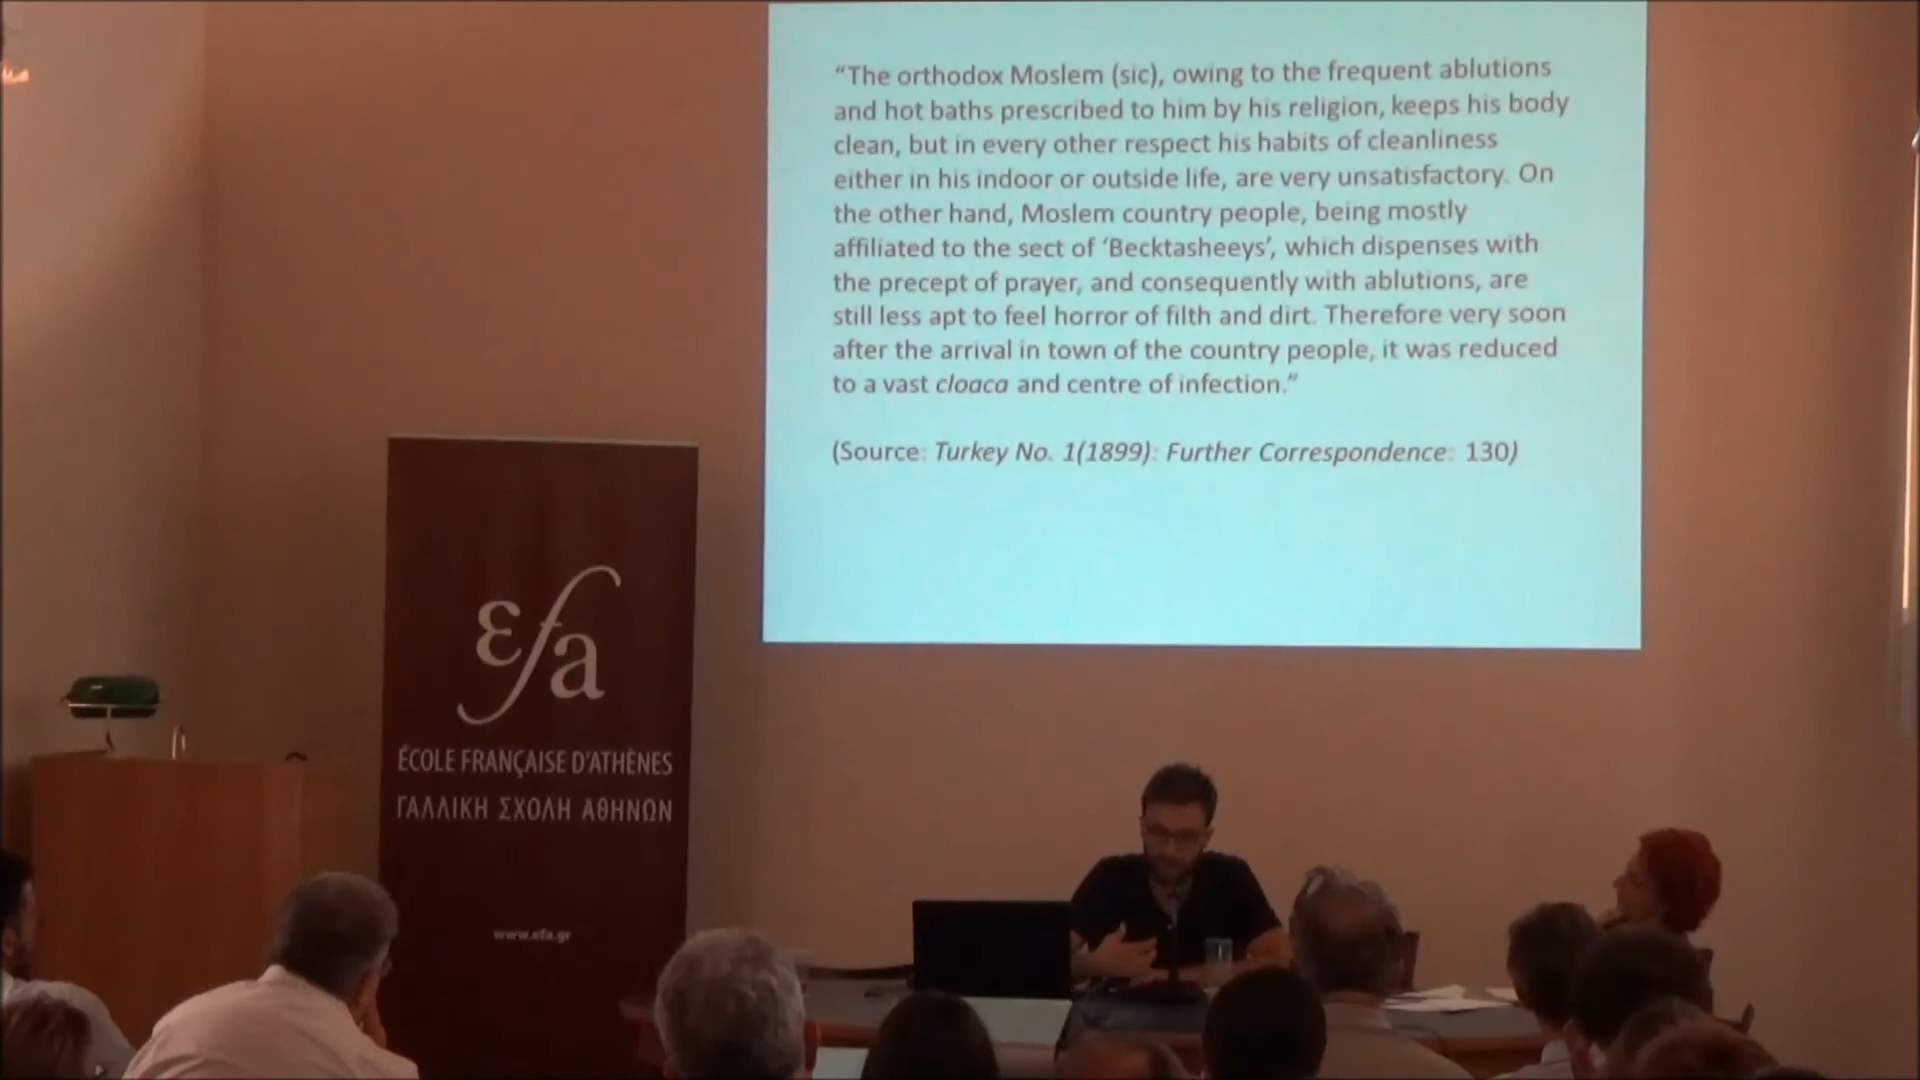 “The orthodox Moslem (sic), owing to the frequent ablutions
and hot baths prescribed to him by his religion, keeps his body
clean, but in every other respect his habits of cleanliness
either in his indoor or outside life, are very unsatisfactory. On
the other hand, Moslem country people, being mostly
affiliated to the sect of ‘Becktasheeys’, which dispenses with
the precept of prayer, and consequently with ablutions, are
still less apt to feel horror of filth and dirt. Therefore very soon
after the arrival in town of the country people, it was reduced
to a vast cloaca and centre of infection.”
(Source: Turkey No. 1(1899): Further Correspondence: 130)
εfa
ÉCOLE FRANÇAISE D'ATHÈNES
ΓΑΛΛΙΚΗ ΣΧΟΛΗ ΑΘΗΝΩΝ
www.efa.gr